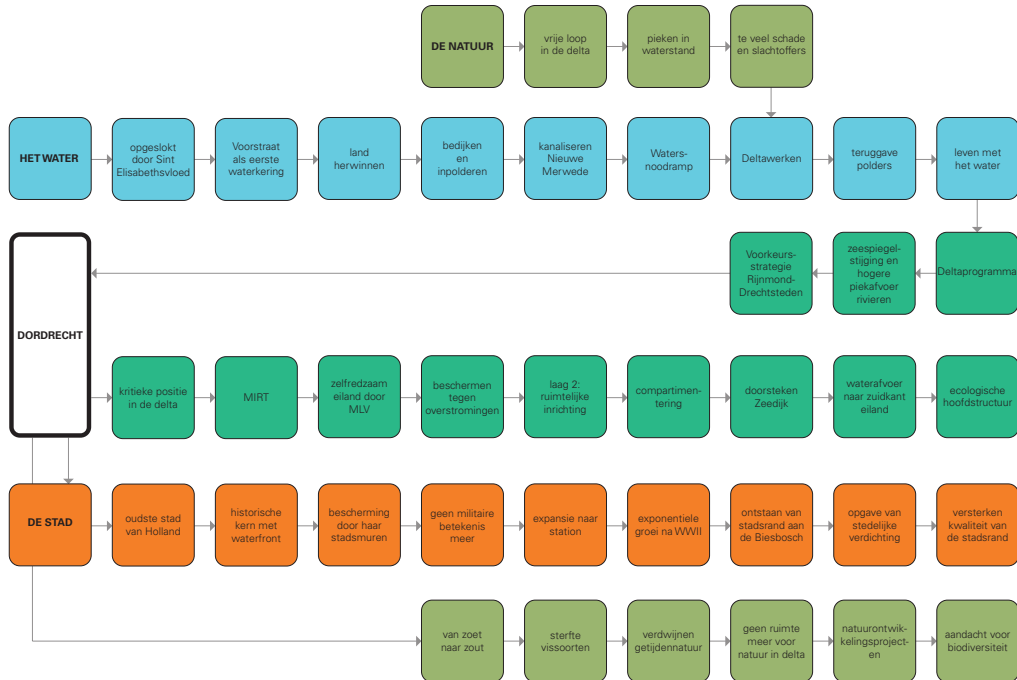 DE NATUUR
vrije loop
in de delta
pieken in
waterstand
te veel schade
en slachtoffers
HET WATER
opgeslokt
door Sint
Elisabethsvloed
Voorstraat
als eerste
waterkering
land
herwinnen
bedijken
en
inpolderen
kanaliseren
Nieuwe
Merwede
Waters-
noodramp
Deltawerken
teruggave
polders
leven met
het water
Voorkeurs-
strategie
Rijnmond-
Drechtsteden
zeespiegel-
stijging en
hogere
piekafvoer
rivieren
Deltaprogramma
DORDRECHT
kritieke positie
in de delta
MIRT
zelfredzaam
eiland door
MLV
beschermen
tegen
overstromingen
laag 2:
ruimtelijke
inrichting
compartimen-
tering
doorsteken
Zeedijk
waterafvoer
naar zuidkant
eiland
ecologische
hoofdstructuur
DE STAD
oudste stad
van Holland
historische
kern met
waterfront
bescherming
door haar
stadsmuren
geen militaire
betekenis
meer
expansie naar
station
exponentiele
groei na WWII
ontstaan van
stadsrand aan
de Biesbosch
opgave van
stedelijke
verdichting
versterken
kwaliteit van
de stadsrand
van zoet
naar zout
sterfte
vissoorten
verdwijnen
getijdennatuur
geen ruimte
meer voor
natuur in delta
natuurontwik-
kelingsproject-
en
aandacht voor
biodiversiteit